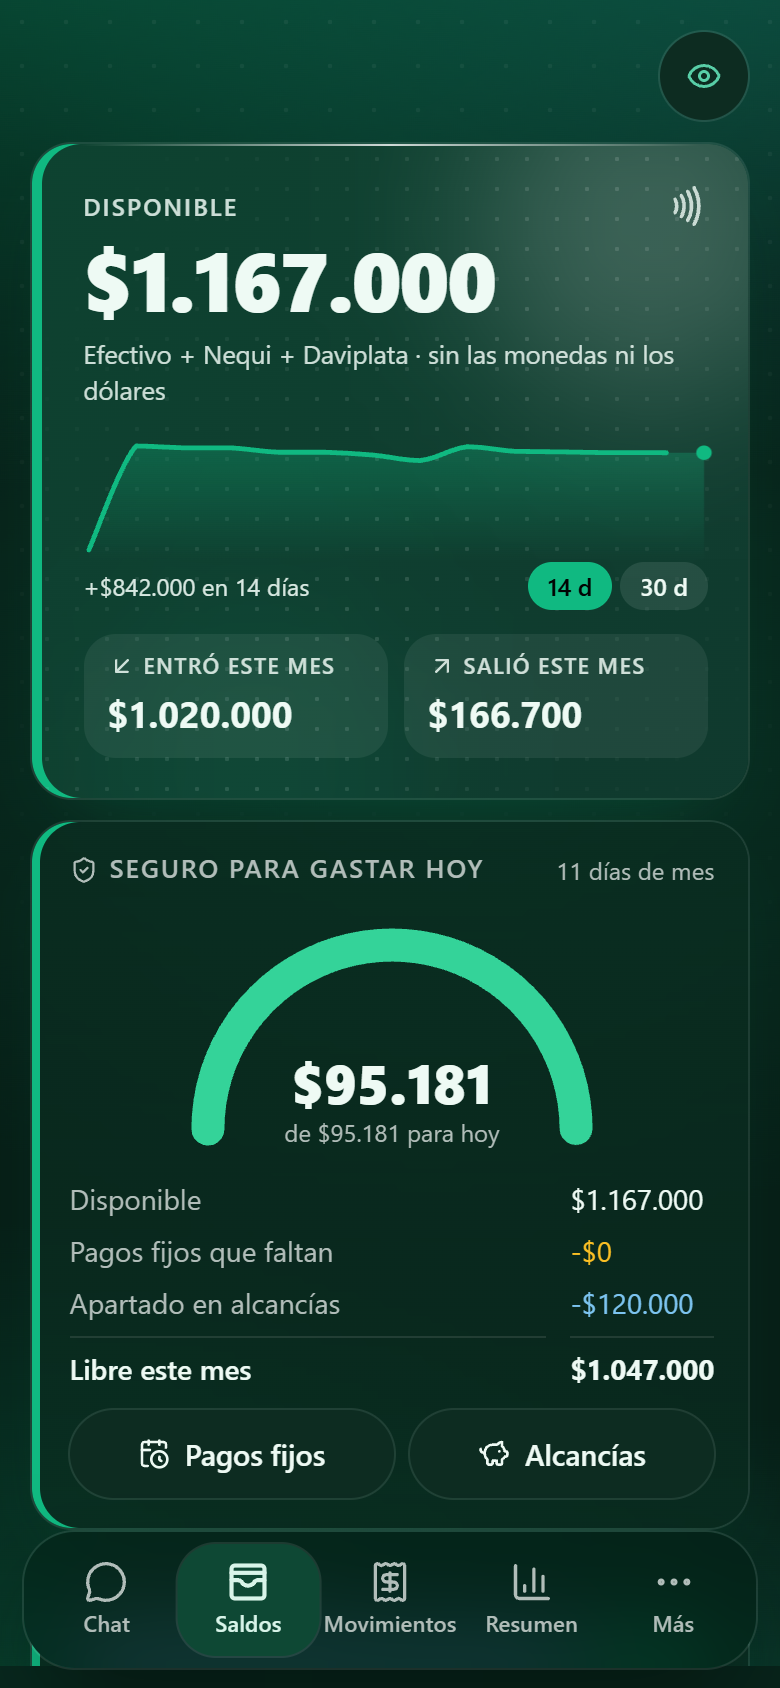 DISPONIBLE
$1.167.000
Efectivo + Nequi + Daviplata · sin las monedas ni los
dólares
+$842.000 en 14 días
14 d
30 d
ENTRÓ ESTE MES
$1.020.000
SALIÓ ESTE MES
$166.700
SEGURO PARA GASTAR HOY
11 días de mes
$95.181
de $95.181 para hoy
Disponible $1.167.000
Pagos fijos que faltan -$0
Apartado en alcancías -$120.000
Libre este mes $1.047.000
Pagos fijos
Alcancías
Chat
Saldos
Movimientos
Resumen
Más